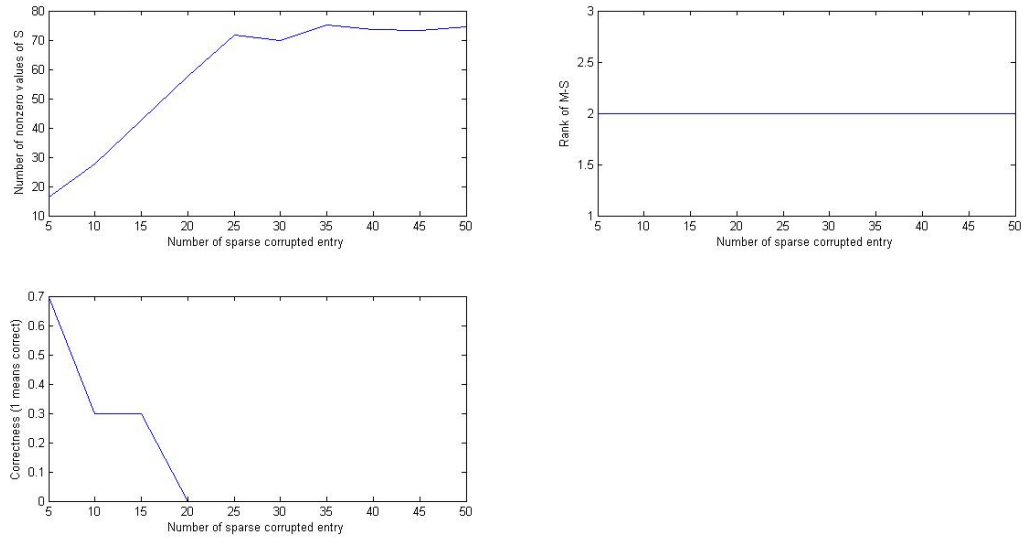 80
70
60
50
40
30
20
10
Number of nonzero values of S
5 10 15 20 25 30 35 40 45 50
Number of sparse corrupted entry
3
2.5
2
1.5
1
Rank of M-S
5 10 15 20 25 30 35 40 45 50
Number of sparse corrupted entry
0.7
0.6
0.5
0.4
0.3
0.2
0.1
0
Correctness (1 means correct)
5 10 15 20 25 30 35 40 45 50
Number of sparse corrupted entry